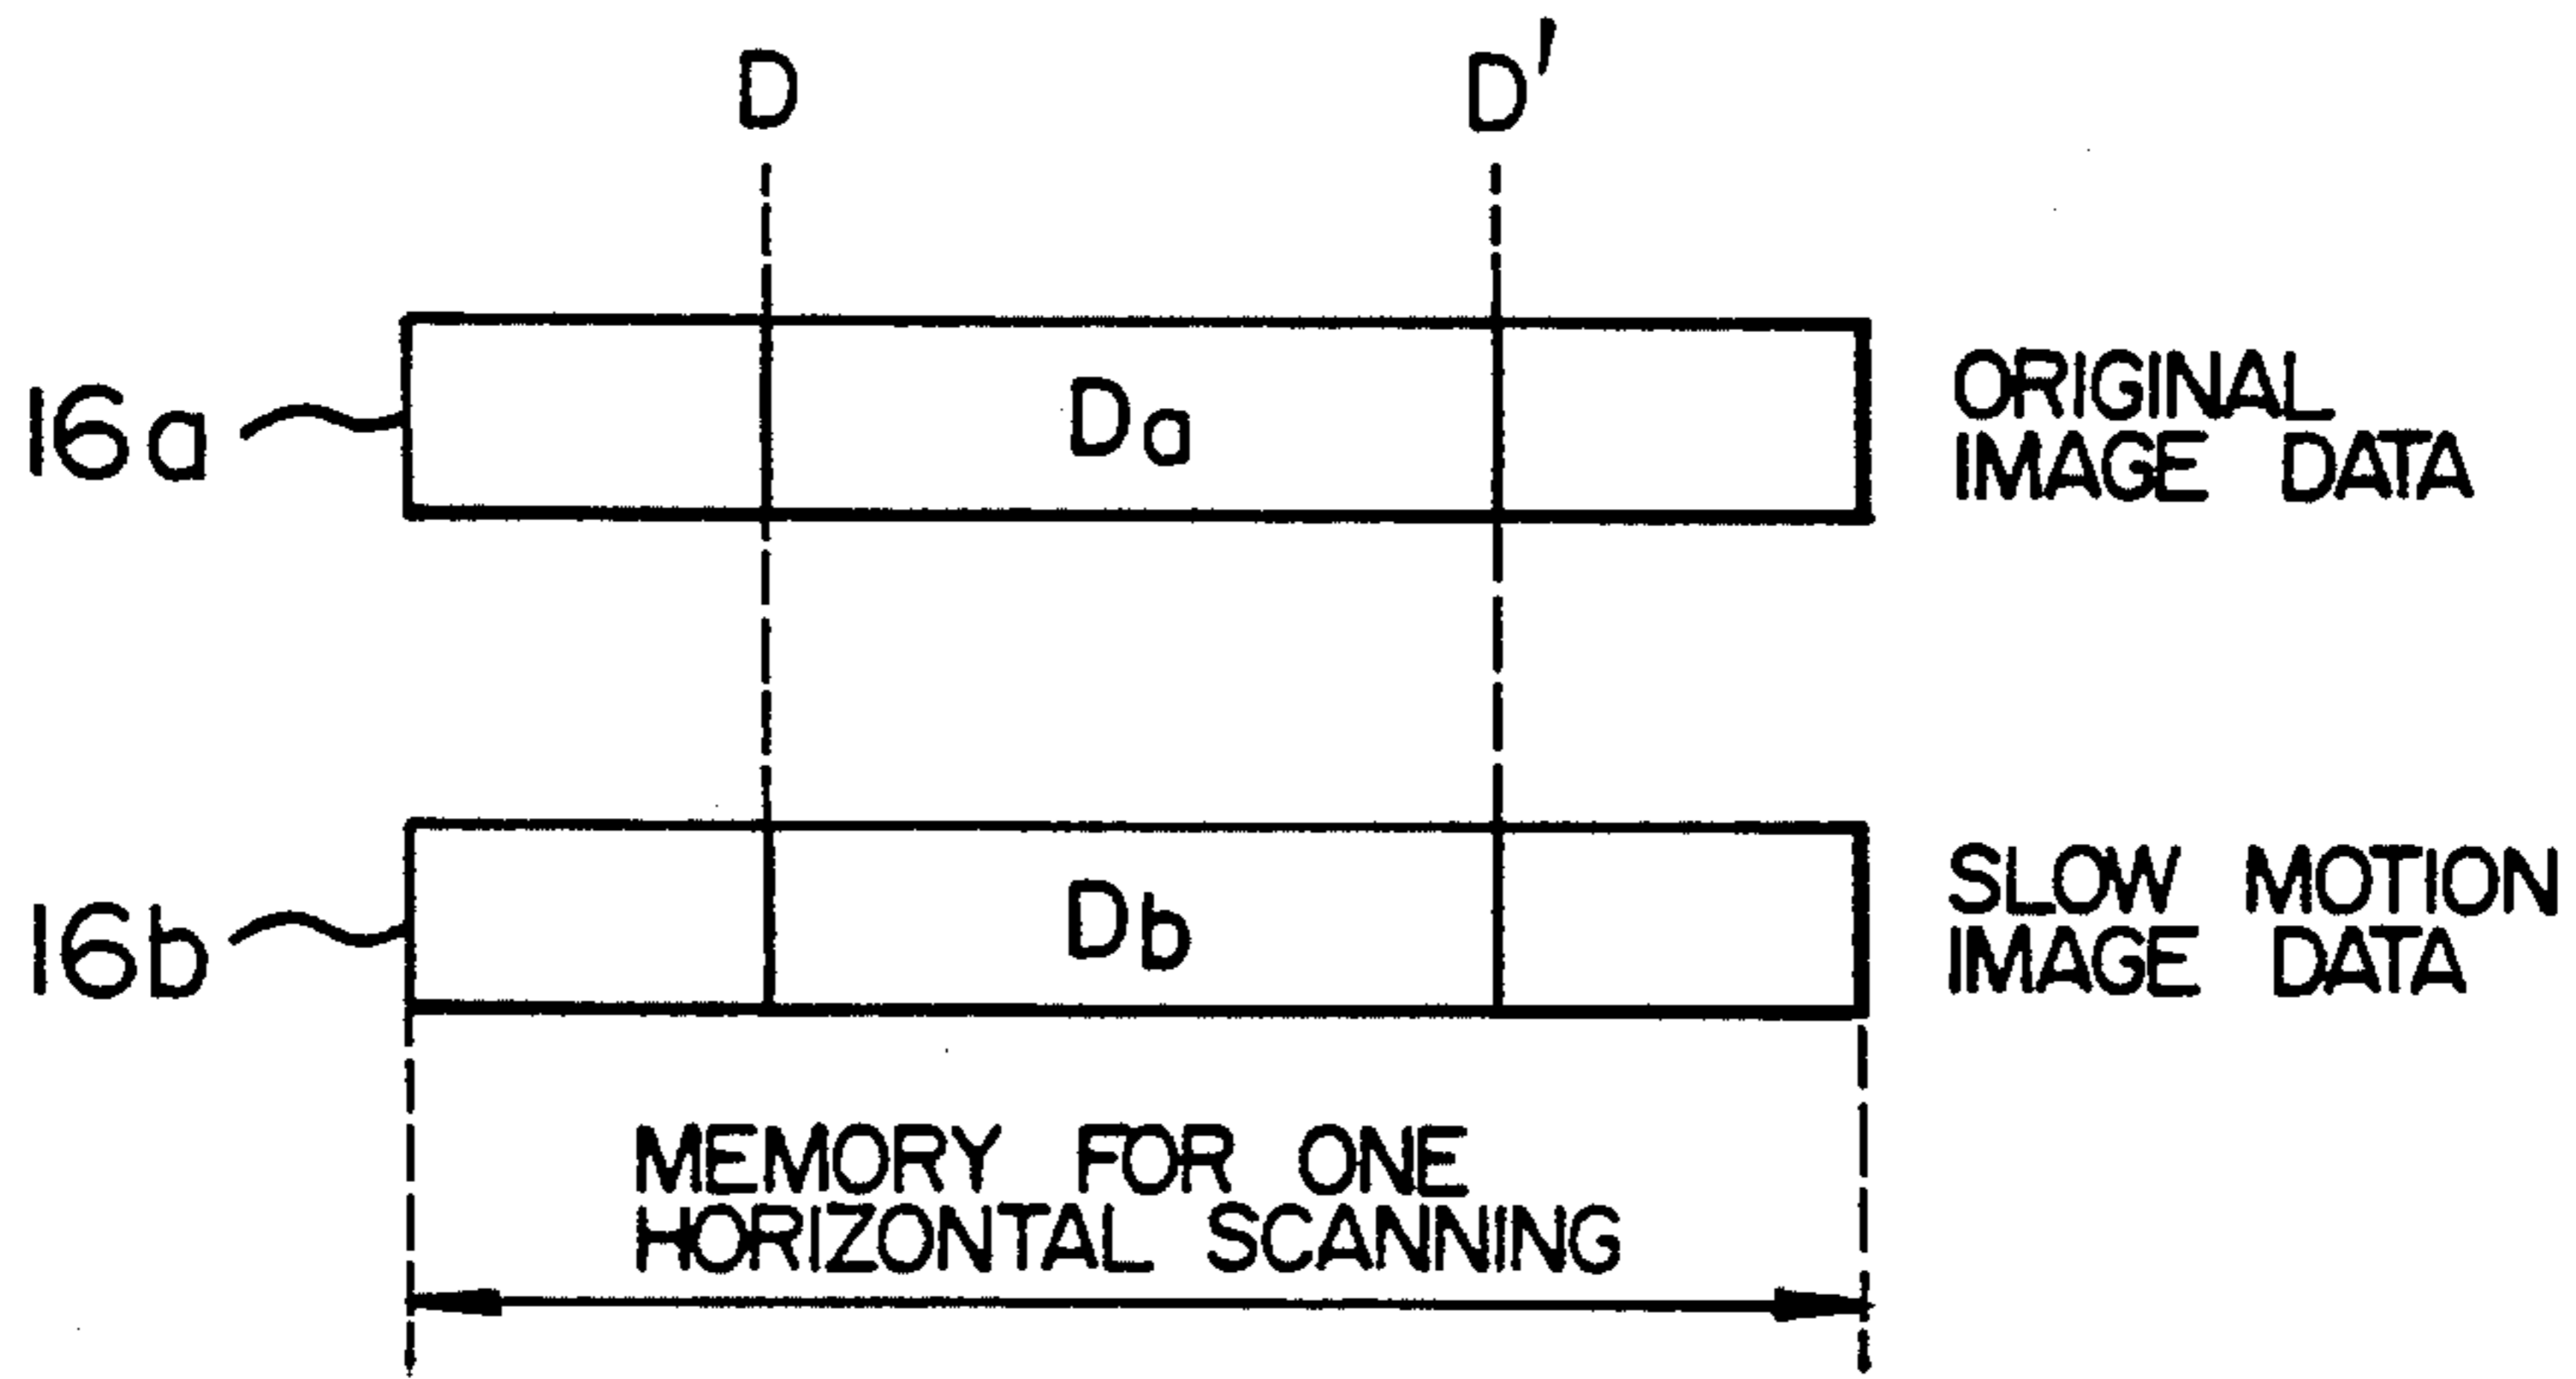 D D'
16a Da ORIGINAL
IMAGE DATA
16b Db SLOW MOTION
IMAGE DATA
MEMORY FOR ONE
HORIZONTAL SCANNING